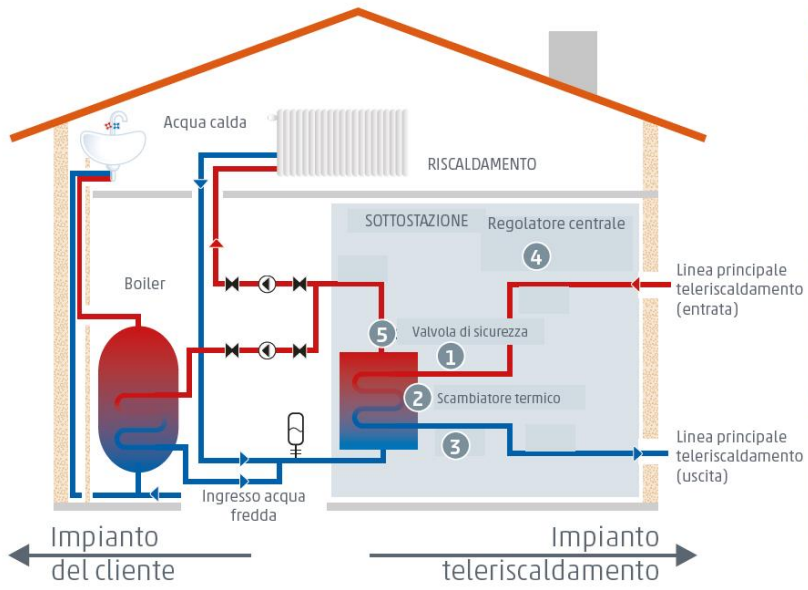 Acqua calda
RISCALDAMENTO
SOTTOSTAZIONE
Regolatore centrale
4
Linea principale
teleriscaldamento
(entrata)
Boiler
5
Valvola di sicurezza
1
2
Scambiatore termico
3
Linea principale
teleriscaldamento
(uscita)
Ingresso acqua
fredda
Impianto
del cliente
Impianto
teleriscaldamento